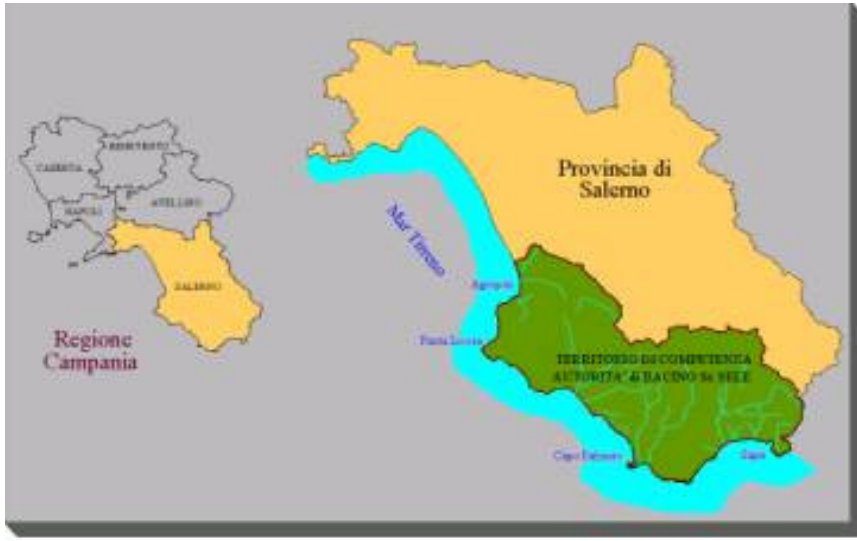 BENEVENTO
CASERTA
NAPOLI
AVELLINO
SALERNO
Regione
Campania
Provincia di
Salerno
Mar Tirreno
Agropoli
Punta Licosa
TERRITORIO DI COMPETENZA
AUTORITA' di BACINO Sx SELE
Capo Palinuro
Sapri